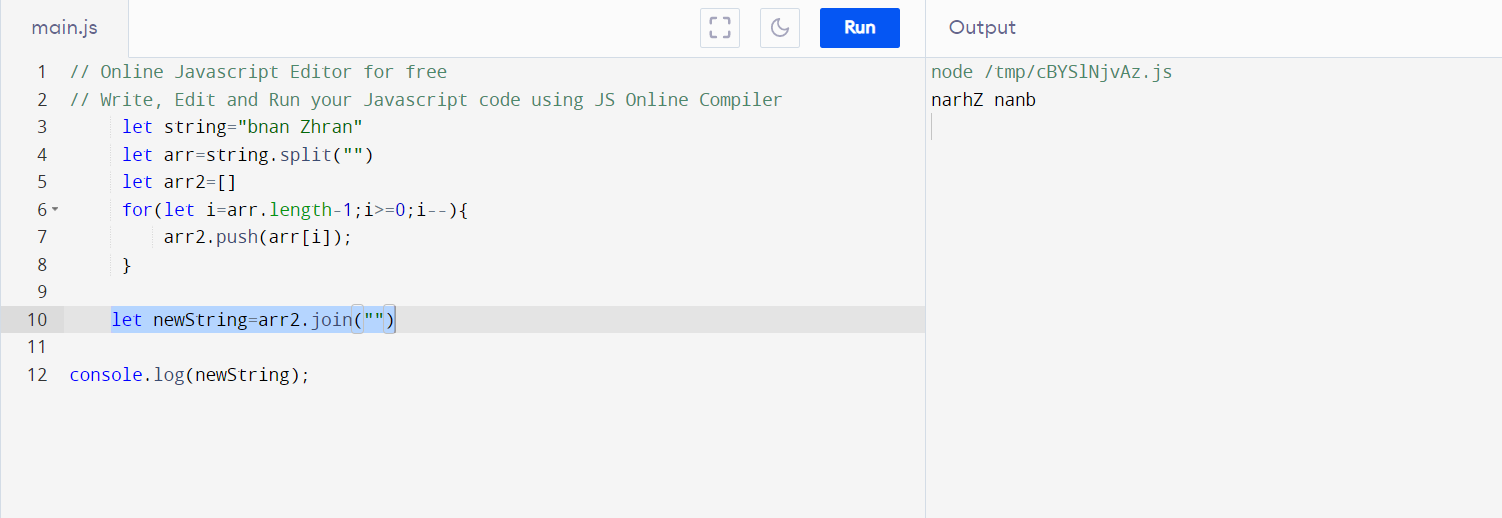 main.js
Run
Output
1 // Online Javascript Editor for free
2 // Write, Edit and Run your Javascript code using JS Online Compiler
3 let string="bnan Zhran"
4 let arr=string.split("")
5 let arr2=[]
6 for(let i=arr.length-1;i>=0;i--){
7 arr2.push(arr[i]);
8 }
9
10 let newString=arr2.join("")
11
12 console.log(newString);
node /tmp/cBYSlNjvAz.js
narhZ nanb